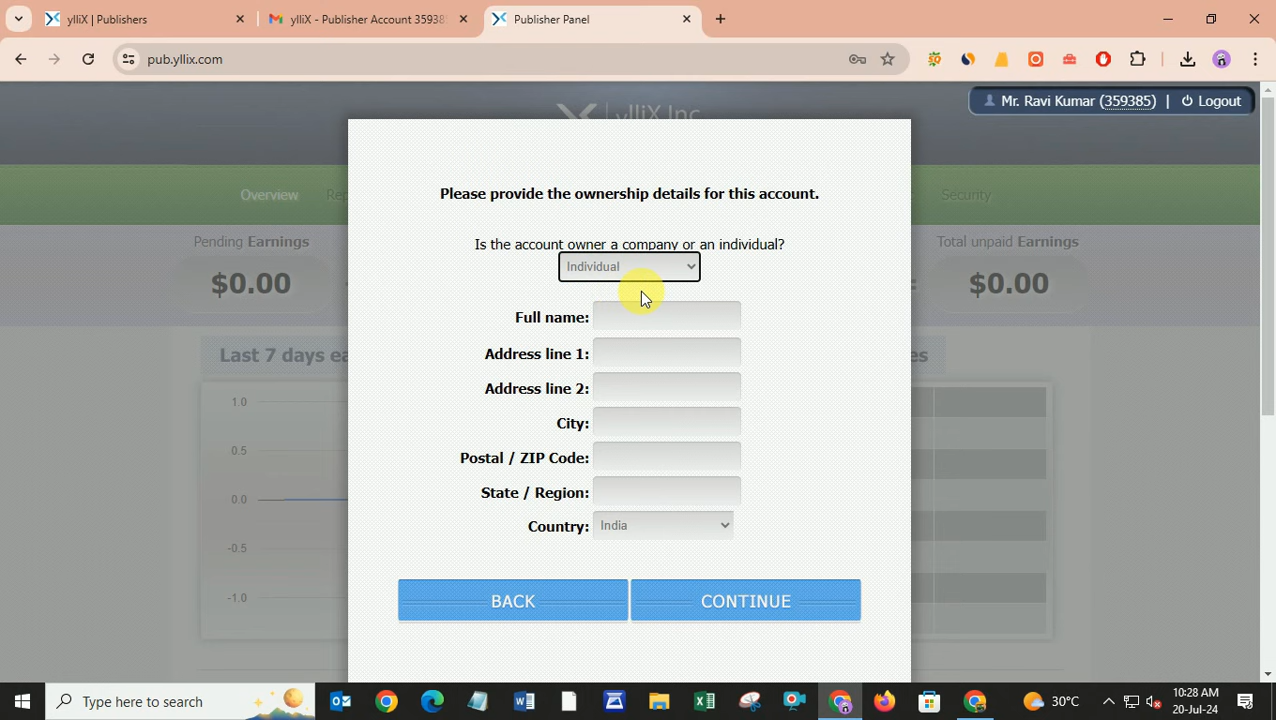 ylliX | Publishers
ylliX - Publisher Account 35938
Publisher Panel
pub.yllix.com
Mr. Ravi Kumar (359385) | Logout
ylliX Inc
Please provide the ownership details for this account.
Overview
Re
Security
Pending Earnings
Is the account owner a company or an individual?
Total unpaid Earnings
Individual
$0.00
=
$0.00
Full name:
Last 7 days ea
Address line 1:
es
Address line 2:
1.0
City:
0.5
Postal / ZIP Code:
0.0
State / Region:
Country: India
-0.5
-1.0
BACK
CONTINUE
Type here to search
30°C
10:28 AM
20-Jul-24